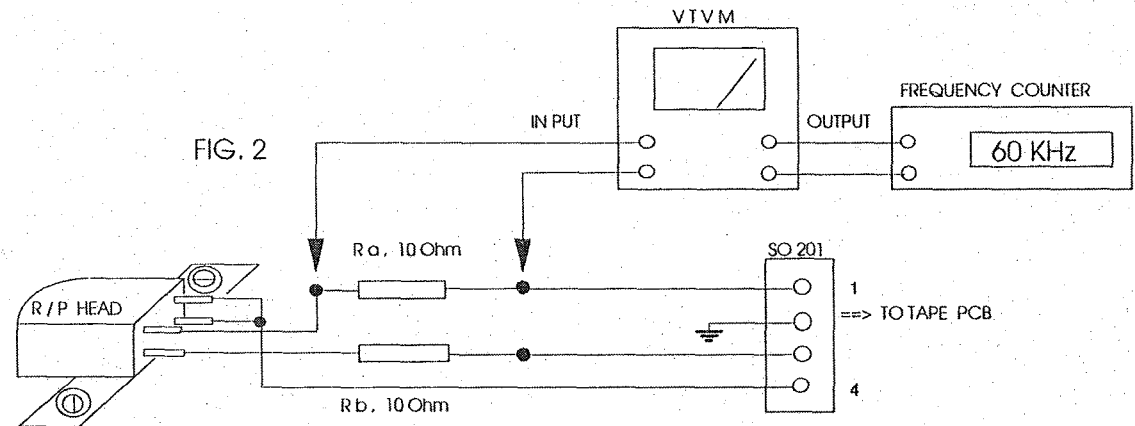 VTVM
FREQUENCY COUNTER
IN PUT
OUTPUT
60 KHz
FIG. 2
Ra, 10 Ohm
SO 201
R / P HEAD
1
==> TO TAPE PCB
4
Rb, 10 Ohm